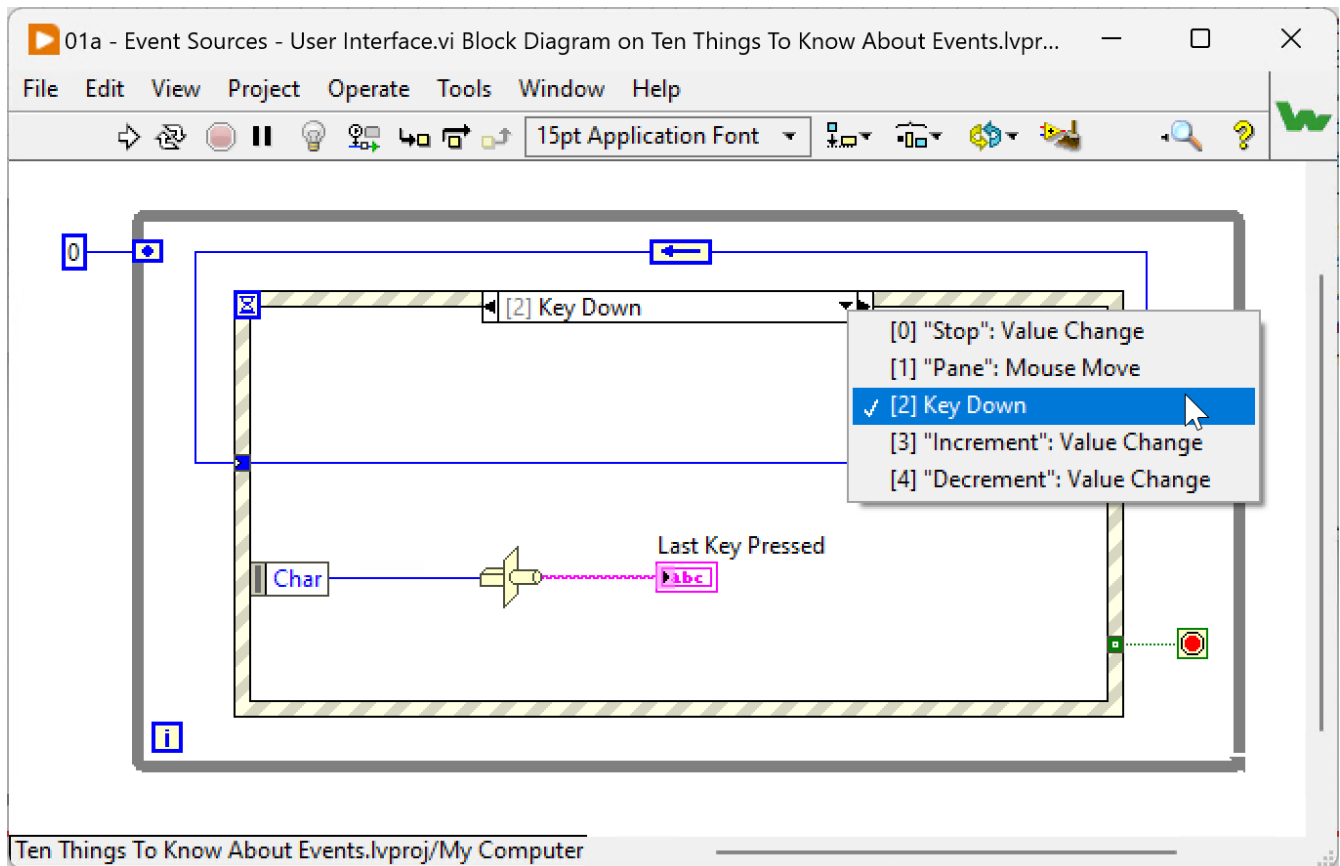 01a - Event Sources - User Interface.vi Block Diagram on Ten Things To Know About Events.lvpr...
File Edit View Project Operate Tools Window Help
15pt Application Font
0
[2] Key Down
[0] "Stop": Value Change
[1] "Pane": Mouse Move
[2] Key Down
[3] "Increment": Value Change
[4] "Decrement": Value Change
Last Key Pressed
Char
abc
i
Ten Things To Know About Events.lvproj/My Computer